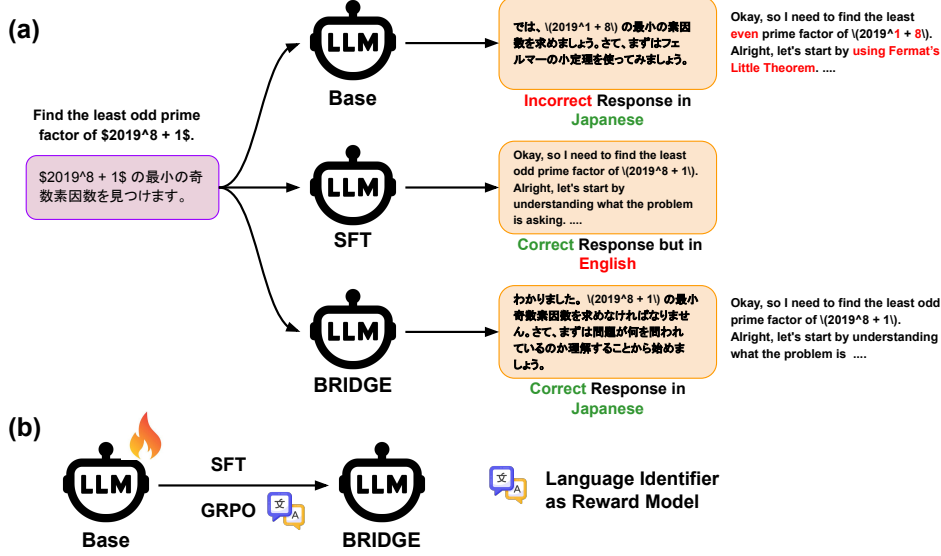 (a)
LLM
Base
では、\(2019^1 + 8\) の最小の素因
数を求めましょう。さて、まずはフェ
ルマーの小定理を使ってみましょう。
Incorrect Response in
Japanese
Okay, so I need to find the least
even prime factor of \(2019^1 + 8\).
Alright, let's start by using Fermat's
Little Theorem. ....
Find the least odd prime
factor of $2019^8 + 1$.
$2019^8 + 1$ の最小の奇
数素因数を見つけます。
LLM
SFT
Okay, so I need to find the least
odd prime factor of \(2019^8 + 1\).
Alright, let's start by
understanding what the problem
is asking. ....
Correct Response but in
English
LLM
BRIDGE
わかりました。 \(2019^8 + 1\) の最小
奇数素因数を求めなければなりませ
ん。さて、まずは問題が何を問われ
ているのか理解することから始めま
しょう。
Correct Response in
Japanese
Okay, so I need to find the least odd
prime factor of \(2019^8 + 1\).
Alright, let's start by understanding
what the problem is ....
(b)
LLM
Base
SFT
GRPO
文
A
LLM
BRIDGE
文
A
Language Identifier
as Reward Model